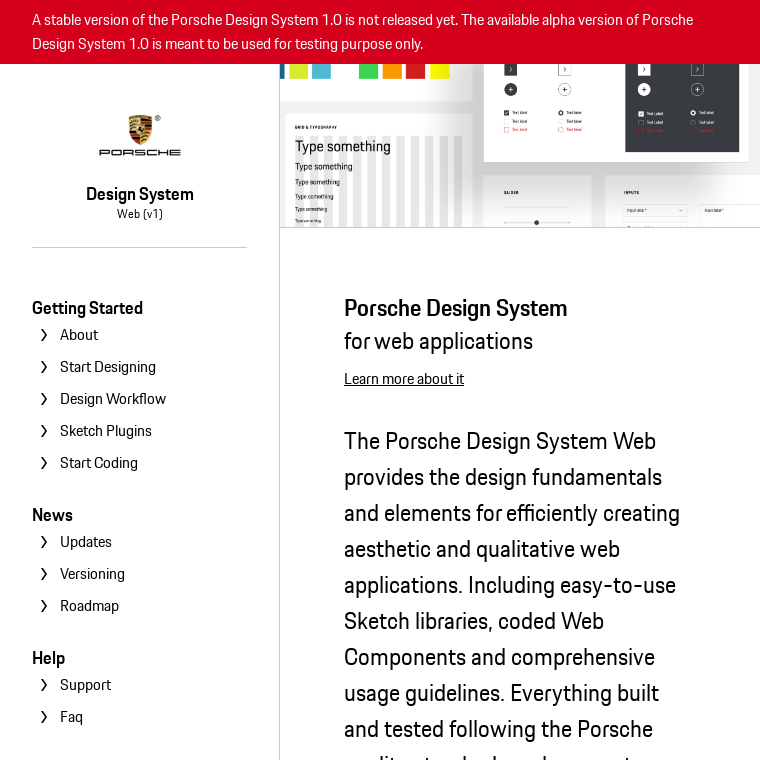 A stable version of the Porsche Design System 1.0 is not released yet. The available alpha version of Porsche
Design System 1.0 is meant to be used for testing purpose only.
PORSCHE®
Design System
Web (v1)
Getting Started
About
Start Designing
Design Workflow
Sketch Plugins
Start Coding
News
Updates
Versioning
Roadmap
Help
Support
Faq
GRID & TYPOGRAPHY
Type something
Type something
Type something
Type something
Type something
Type something
Text label
Text label
Text label
Text label
Text label
Text label
Text label
Text label
Text label
Text label
Text label
Text label
SLIDER
INPUTS
Input label *
Input label *
Porsche Design System
for web applications
Learn more about it
The Porsche Design System Web
provides the design fundamentals
and elements for efficiently creating
aesthetic and qualitative web
applications. Including easy-to-use
Sketch libraries, coded Web
Components and comprehensive
usage guidelines. Everything built
and tested following the Porsche